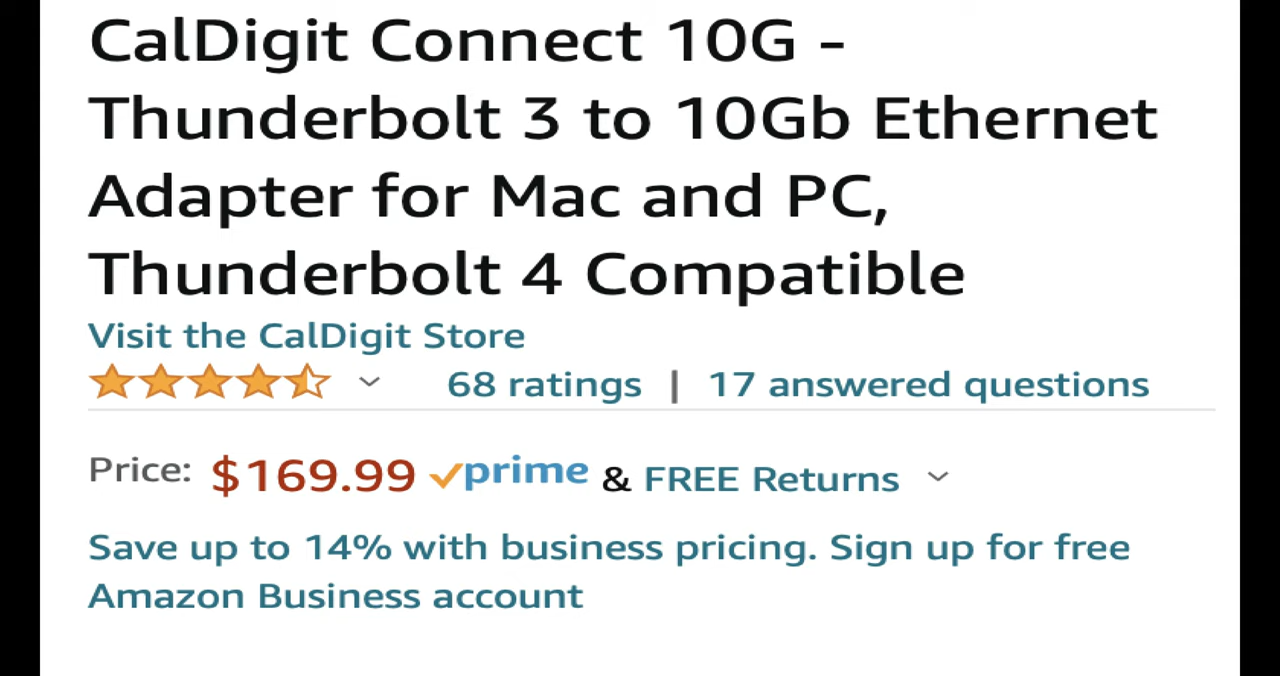 CalDigit Connect 10G -
Thunderbolt 3 to 10Gb Ethernet
Adapter for Mac and PC,
Thunderbolt 4 Compatible
Visit the CalDigit Store
68 ratings | 17 answered questions
Price: $169.99 prime & FREE Returns
Save up to 14% with business pricing. Sign up for free
Amazon Business account